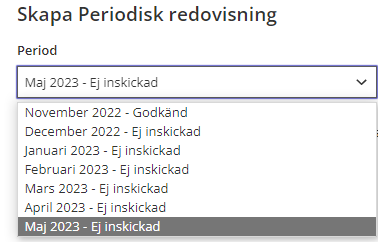 Skapa Periodisk redovisning
Period
Maj 2023 - Ej inskickad
November 2022 - Godkänd
December 2022 - Ej inskickad
Januari 2023 - Ej inskickad
Februari 2023 - Ej inskickad
Mars 2023 - Ej inskickad
April 2023 - Ej inskickad
Maj 2023 - Ej inskickad